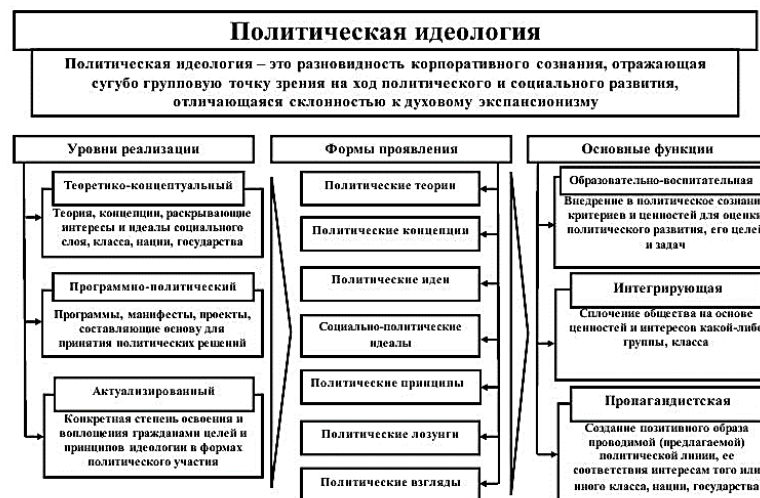 Политическая идеология
Политическая идеология – это разновидность корпоративного сознания, отражающая
сугубо групповую точку зрения на ход политического и социального развития,
отличающаяся склонностью к духовому экспансионизму
Уровни реализации
Теоретико-концептуальный
Теория, концепции, раскрывающие
интересы и идеалы социального
слоя, класса, нации, государства
Программно-политический
Программы, манифесты, проекты,
составляющие основу для
принятия политических решений
Актуализированный
Конкретная степень освоения и
воплощения гражданами целей и
принципов идеологии в формах
политического участия
Формы проявления
Политические теории
Политические концепции
Политические идеи
Социально-политические
идеалы
Политические принципы
Политические лозунги
Политические взгляды
Основные функции
Образовательно-воспитательная
Внедрение в политическое сознани
критериев и ценностей для оценки
политического развития, его целей
и задач
Интегрирующая
Сплочение общества на основе
ценностей и интересов какой-либо
группы, класса
Пропагандистская
Создание позитивного образа
проводимой (предлагаемой)
политической линии, ее
соответствия интересам того или
иного класса, нации, государства